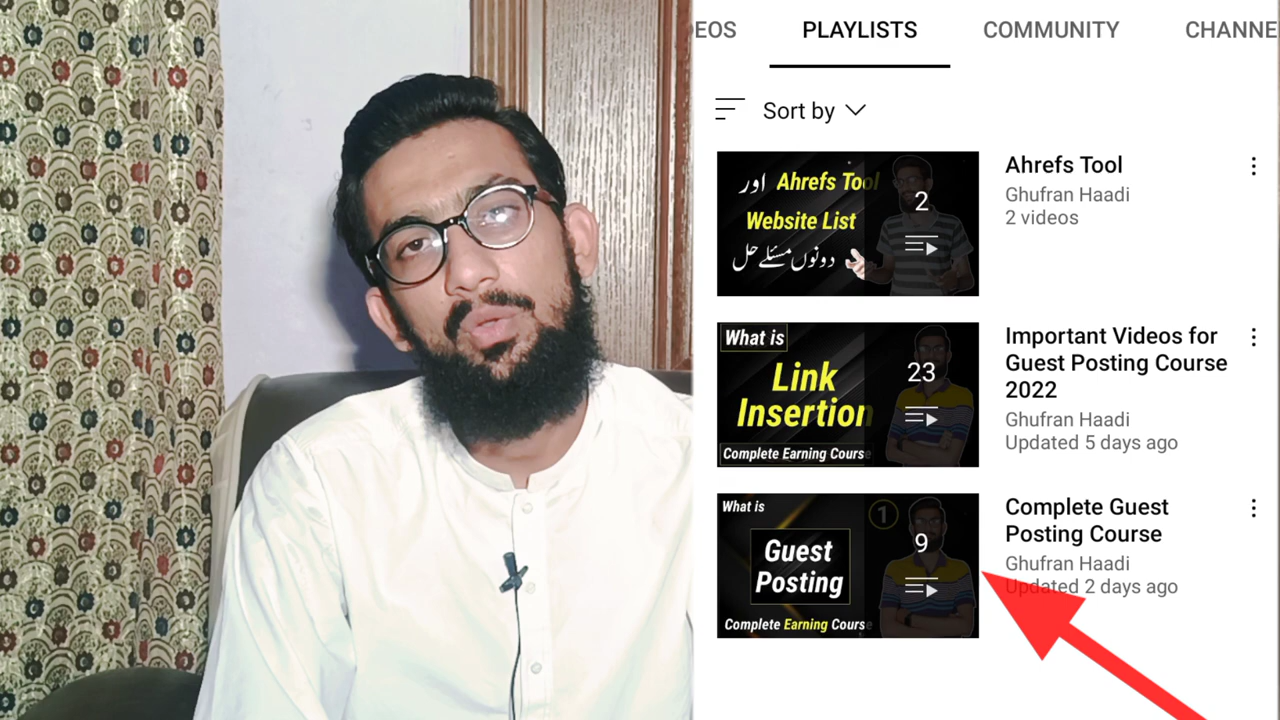 EOS
PLAYLISTS
COMMUNITY
CHANNE
Sort by
اور Ahrefs Tool
Website List
دونوں مسئلے حل
2
Ahrefs Tool
Ghufran Haadi
2 videos
What is
Link
Insertion
Complete Earning Course
23
Important Videos for
Guest Posting Course
2022
Ghufran Haadi
Updated 5 days ago
What is
1
Guest
Posting
Complete Earning Course
9
Complete Guest
Posting Course
Ghufran Haadi
Updated 2 days ago